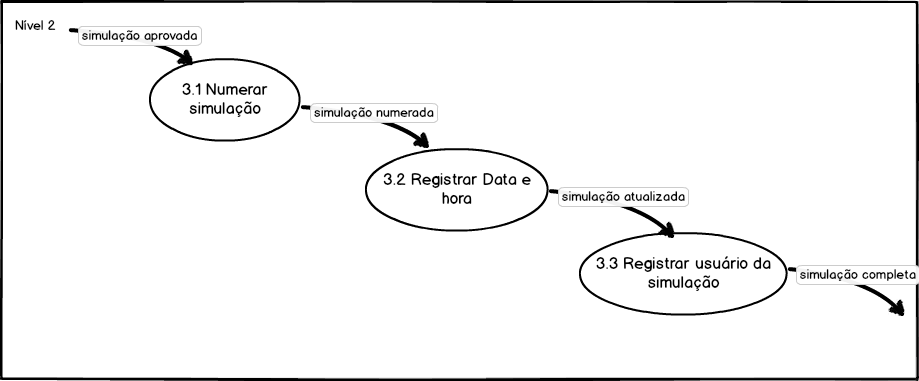 Nível 2
simulação aprovada
3.1 Numerar
simulação
simulação numerada
3.2 Registrar Data e
hora
simulação atualizada
3.3 Registrar usuário da
simulação
simulação completa